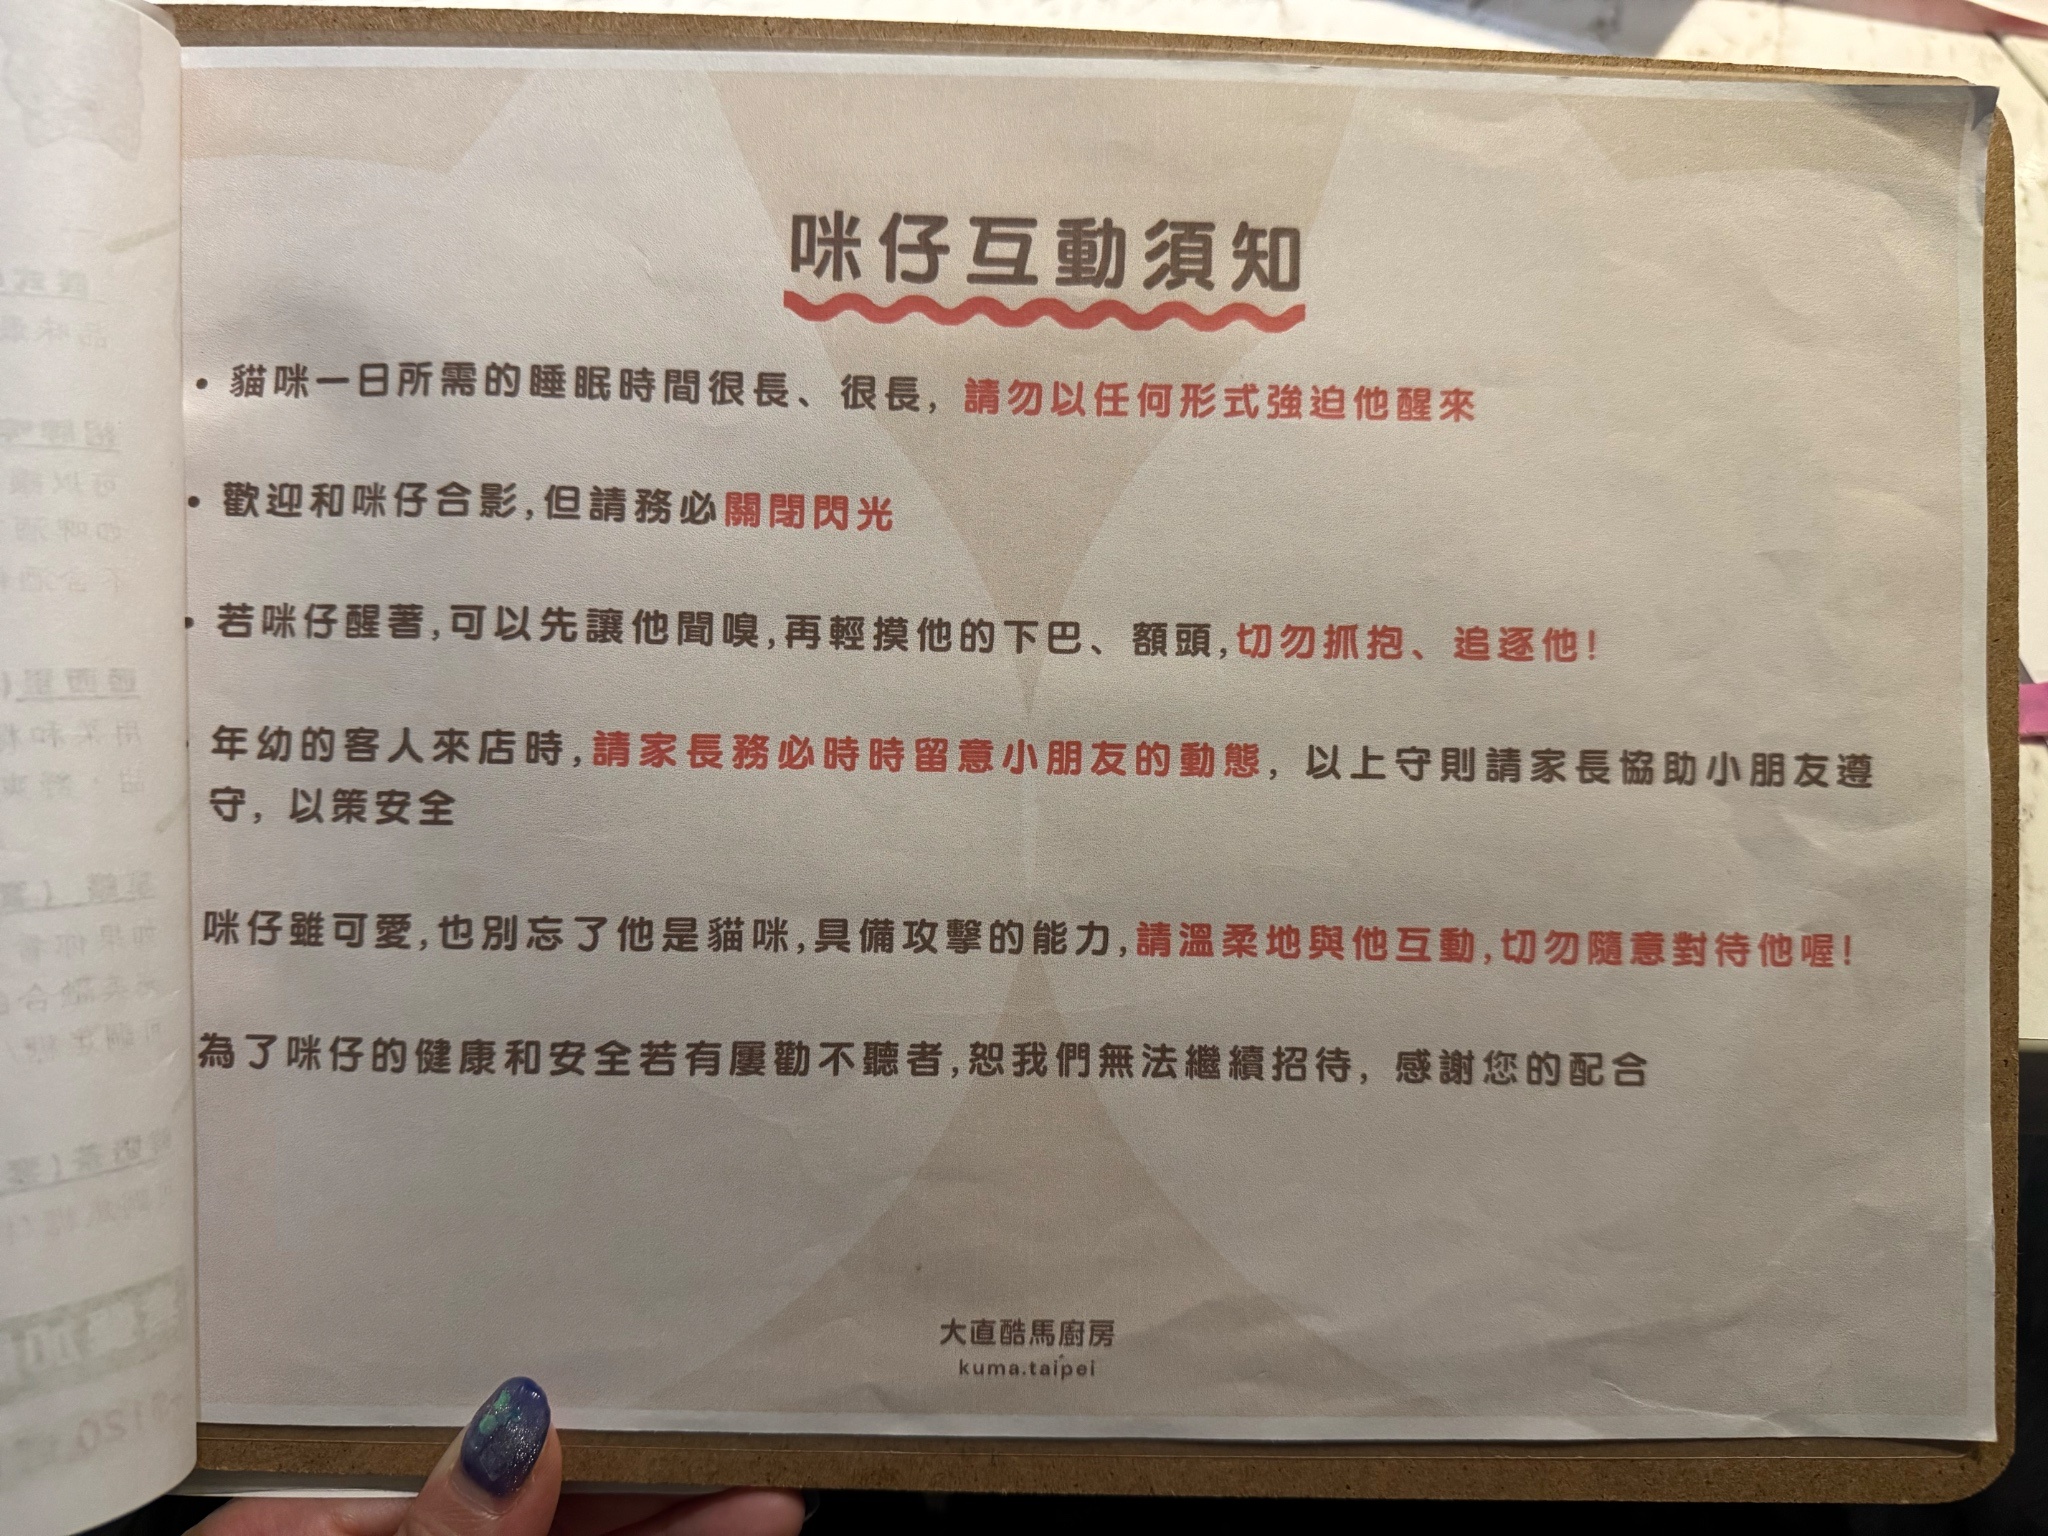 咪仔互動須知
• 貓咪一日所需的睡眠時間很長、很長，請勿以任何形式強迫他醒來
• 歡迎和咪仔合影,但請務必關閉閃光
• 若咪仔醒著,可以先讓他聞嗅,再輕摸他的下巴、額頭,切勿抓抱、追逐他!
• 年幼的客人來店時,請家長務必時時留意小朋友的動態，以上守則請家長協助小朋友遵
守，以策安全
咪仔雖可愛,也別忘了他是貓咪,具備攻擊的能力,請溫柔地與他互動,切勿隨意對待他喔!
為了咪仔的健康和安全若有屢勸不聽者,恕我們無法繼續招待，感謝您的配合
大直酷馬廚房
kuma.taipei